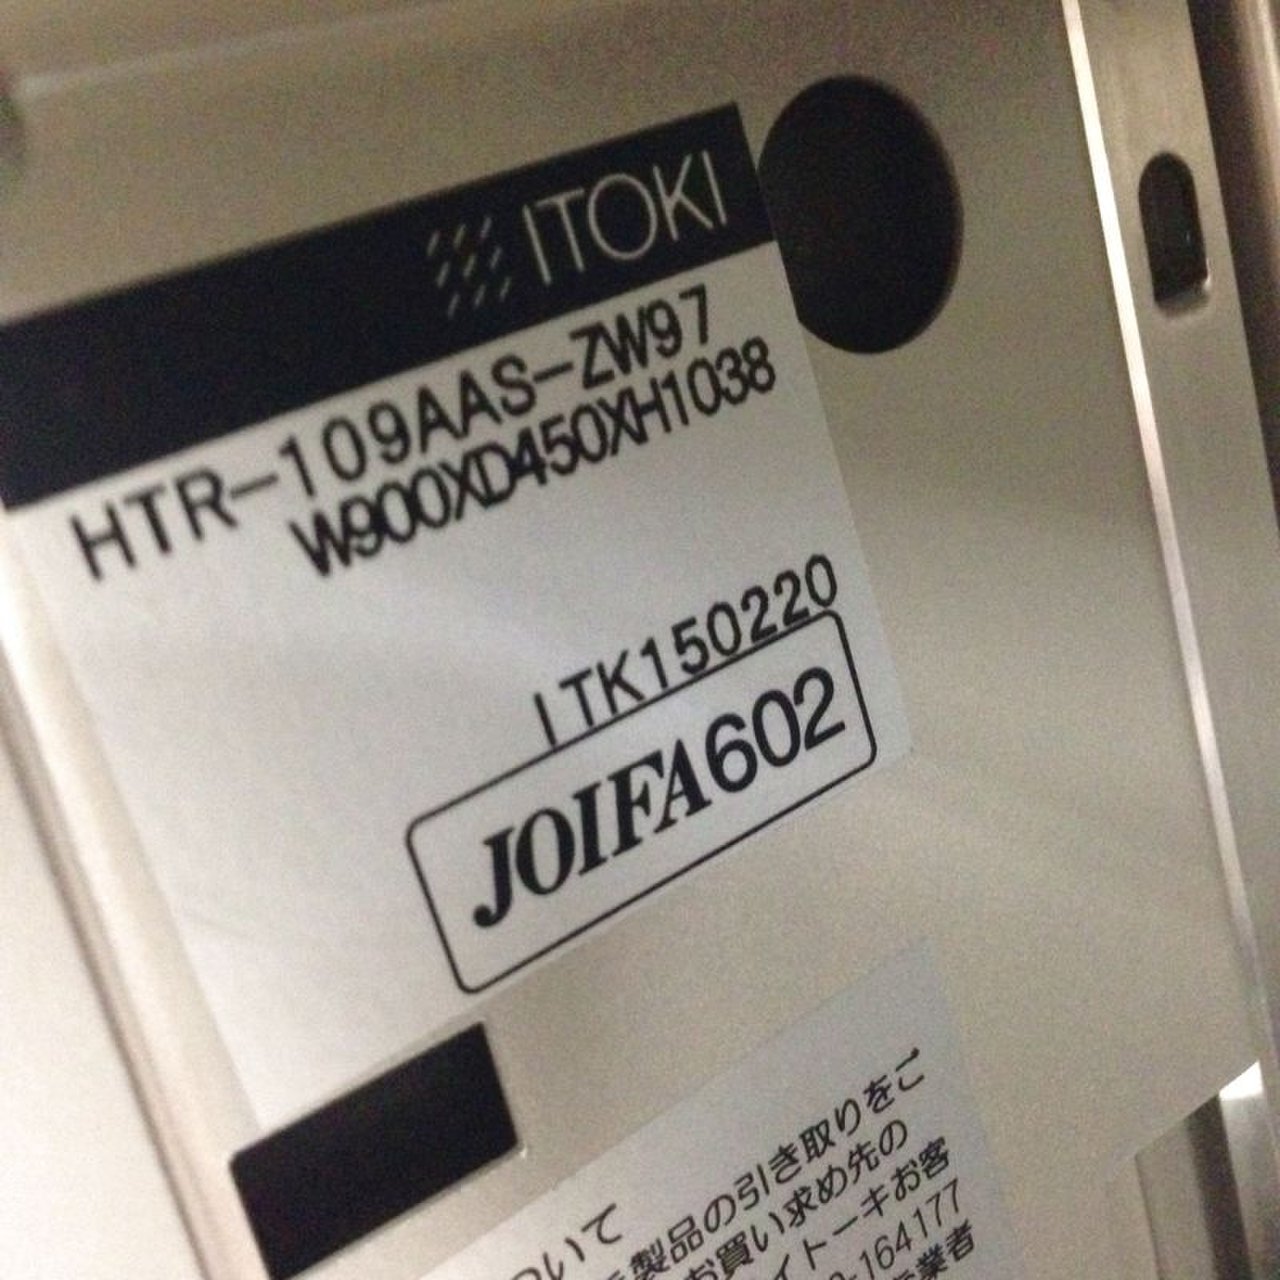 ITOKI
HTR-109AAS-ZW97
W900XD450XH1038
ITK150220
JOIFA602
ついて
製品の引き取りをご
お買い求め先の
イトーキお客
-164177
業者